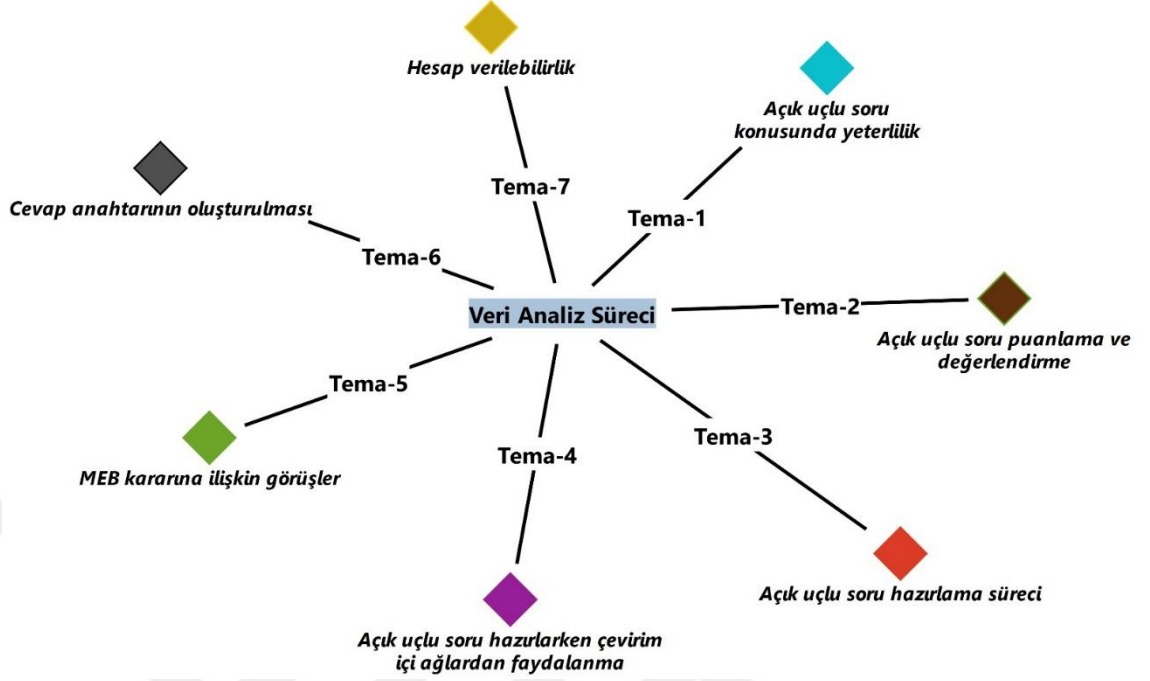 Hesap verilebilirlik
Açık uçlu soru
konusunda yeterlilik
Tema-7
Tema-1
Cevap anahtarının oluşturulması
Tema-6
Veri Analiz Süreci
Tema-2
Açık uçlu soru puanlama ve
değerlendirme
Tema-5
Tema-3
MEB kararına ilişkin görüşler
Tema-4
Açık uçlu soru hazırlama süreci
Açık uçlu soru hazırlarken çevirim
içi ağlardan faydalanma